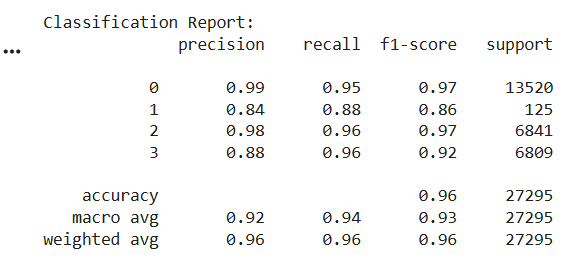 Classification Report:
... precision recall f1-score support
0 0.99 0.95 0.97 13520
1 0.84 0.88 0.86 125
2 0.98 0.96 0.97 6841
3 0.88 0.96 0.92 6809
accuracy 0.96 27295
macro avg 0.92 0.94 0.93 27295
weighted avg 0.96 0.96 0.96 27295